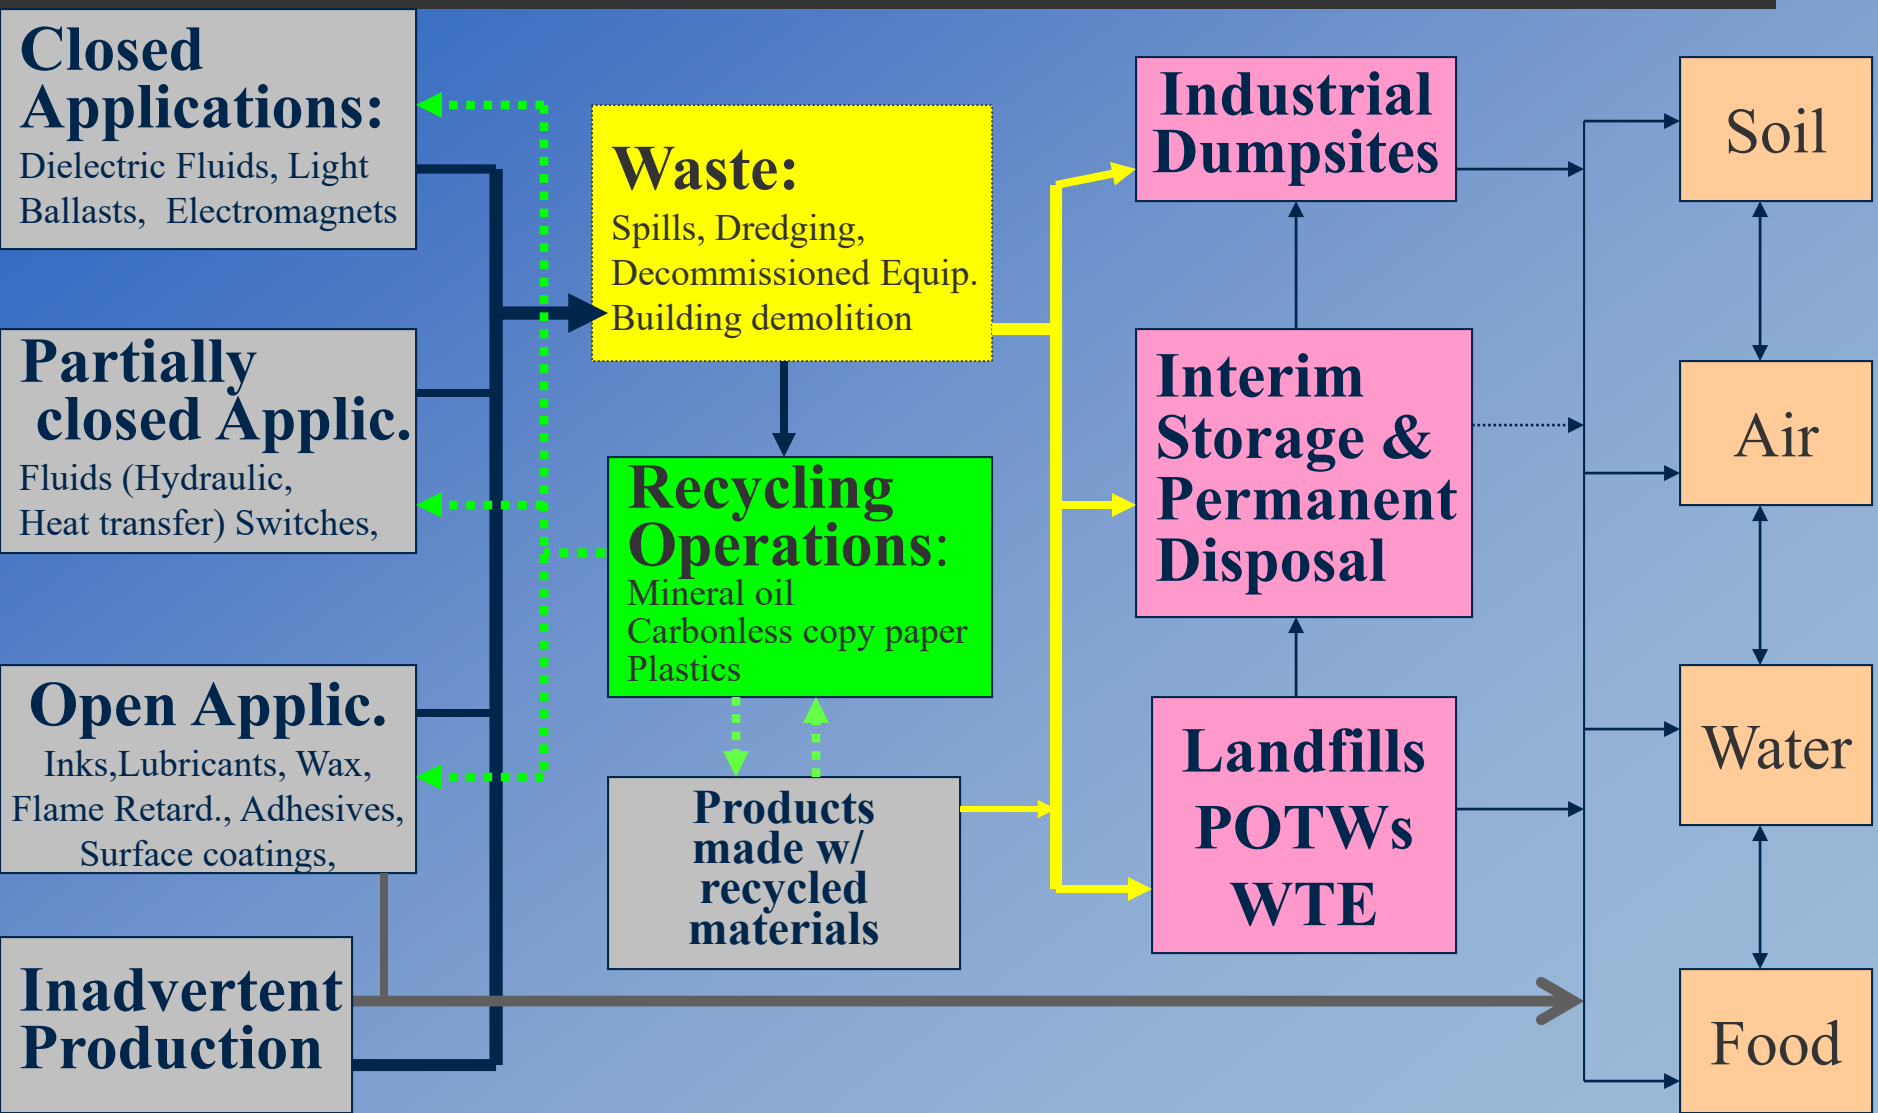 Closed
Applications:
Dielectric Fluids, Light
Ballasts, Electromagnets
Partially
closed Applic.
Fluids (Hydraulic,
Heat transfer) Switches,
Open Applic.
Inks,Lubricants, Wax,
Flame Retard., Adhesives,
Surface coatings,
Inadvertent
Production
Waste:
Spills, Dredging,
Decommissioned Equip.
Building demolition
Recycling
Operations:
Mineral oil
Carbonless copy paper
Plastics
Products
made w/
recycled
materials
Industrial
Dumpsites
Interim
Storage &
Permanent
Disposal
Landfills
POTWs
WTE
Soil
Air
Water
Food